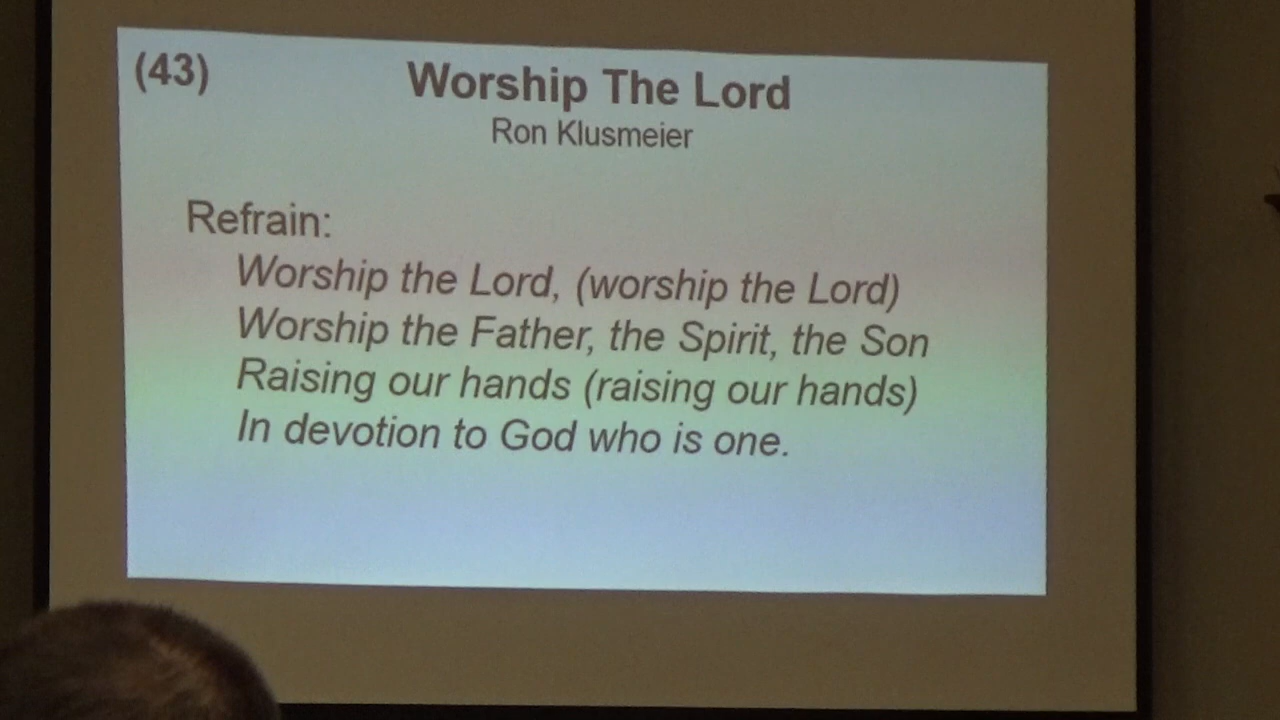 (43)
Worship The Lord
Ron Klusmeier
Refrain:
Worship the Lord, (worship the Lord)
Worship the Father, the Spirit, the Son
Raising our hands (raising our hands)
In devotion to God who is one.